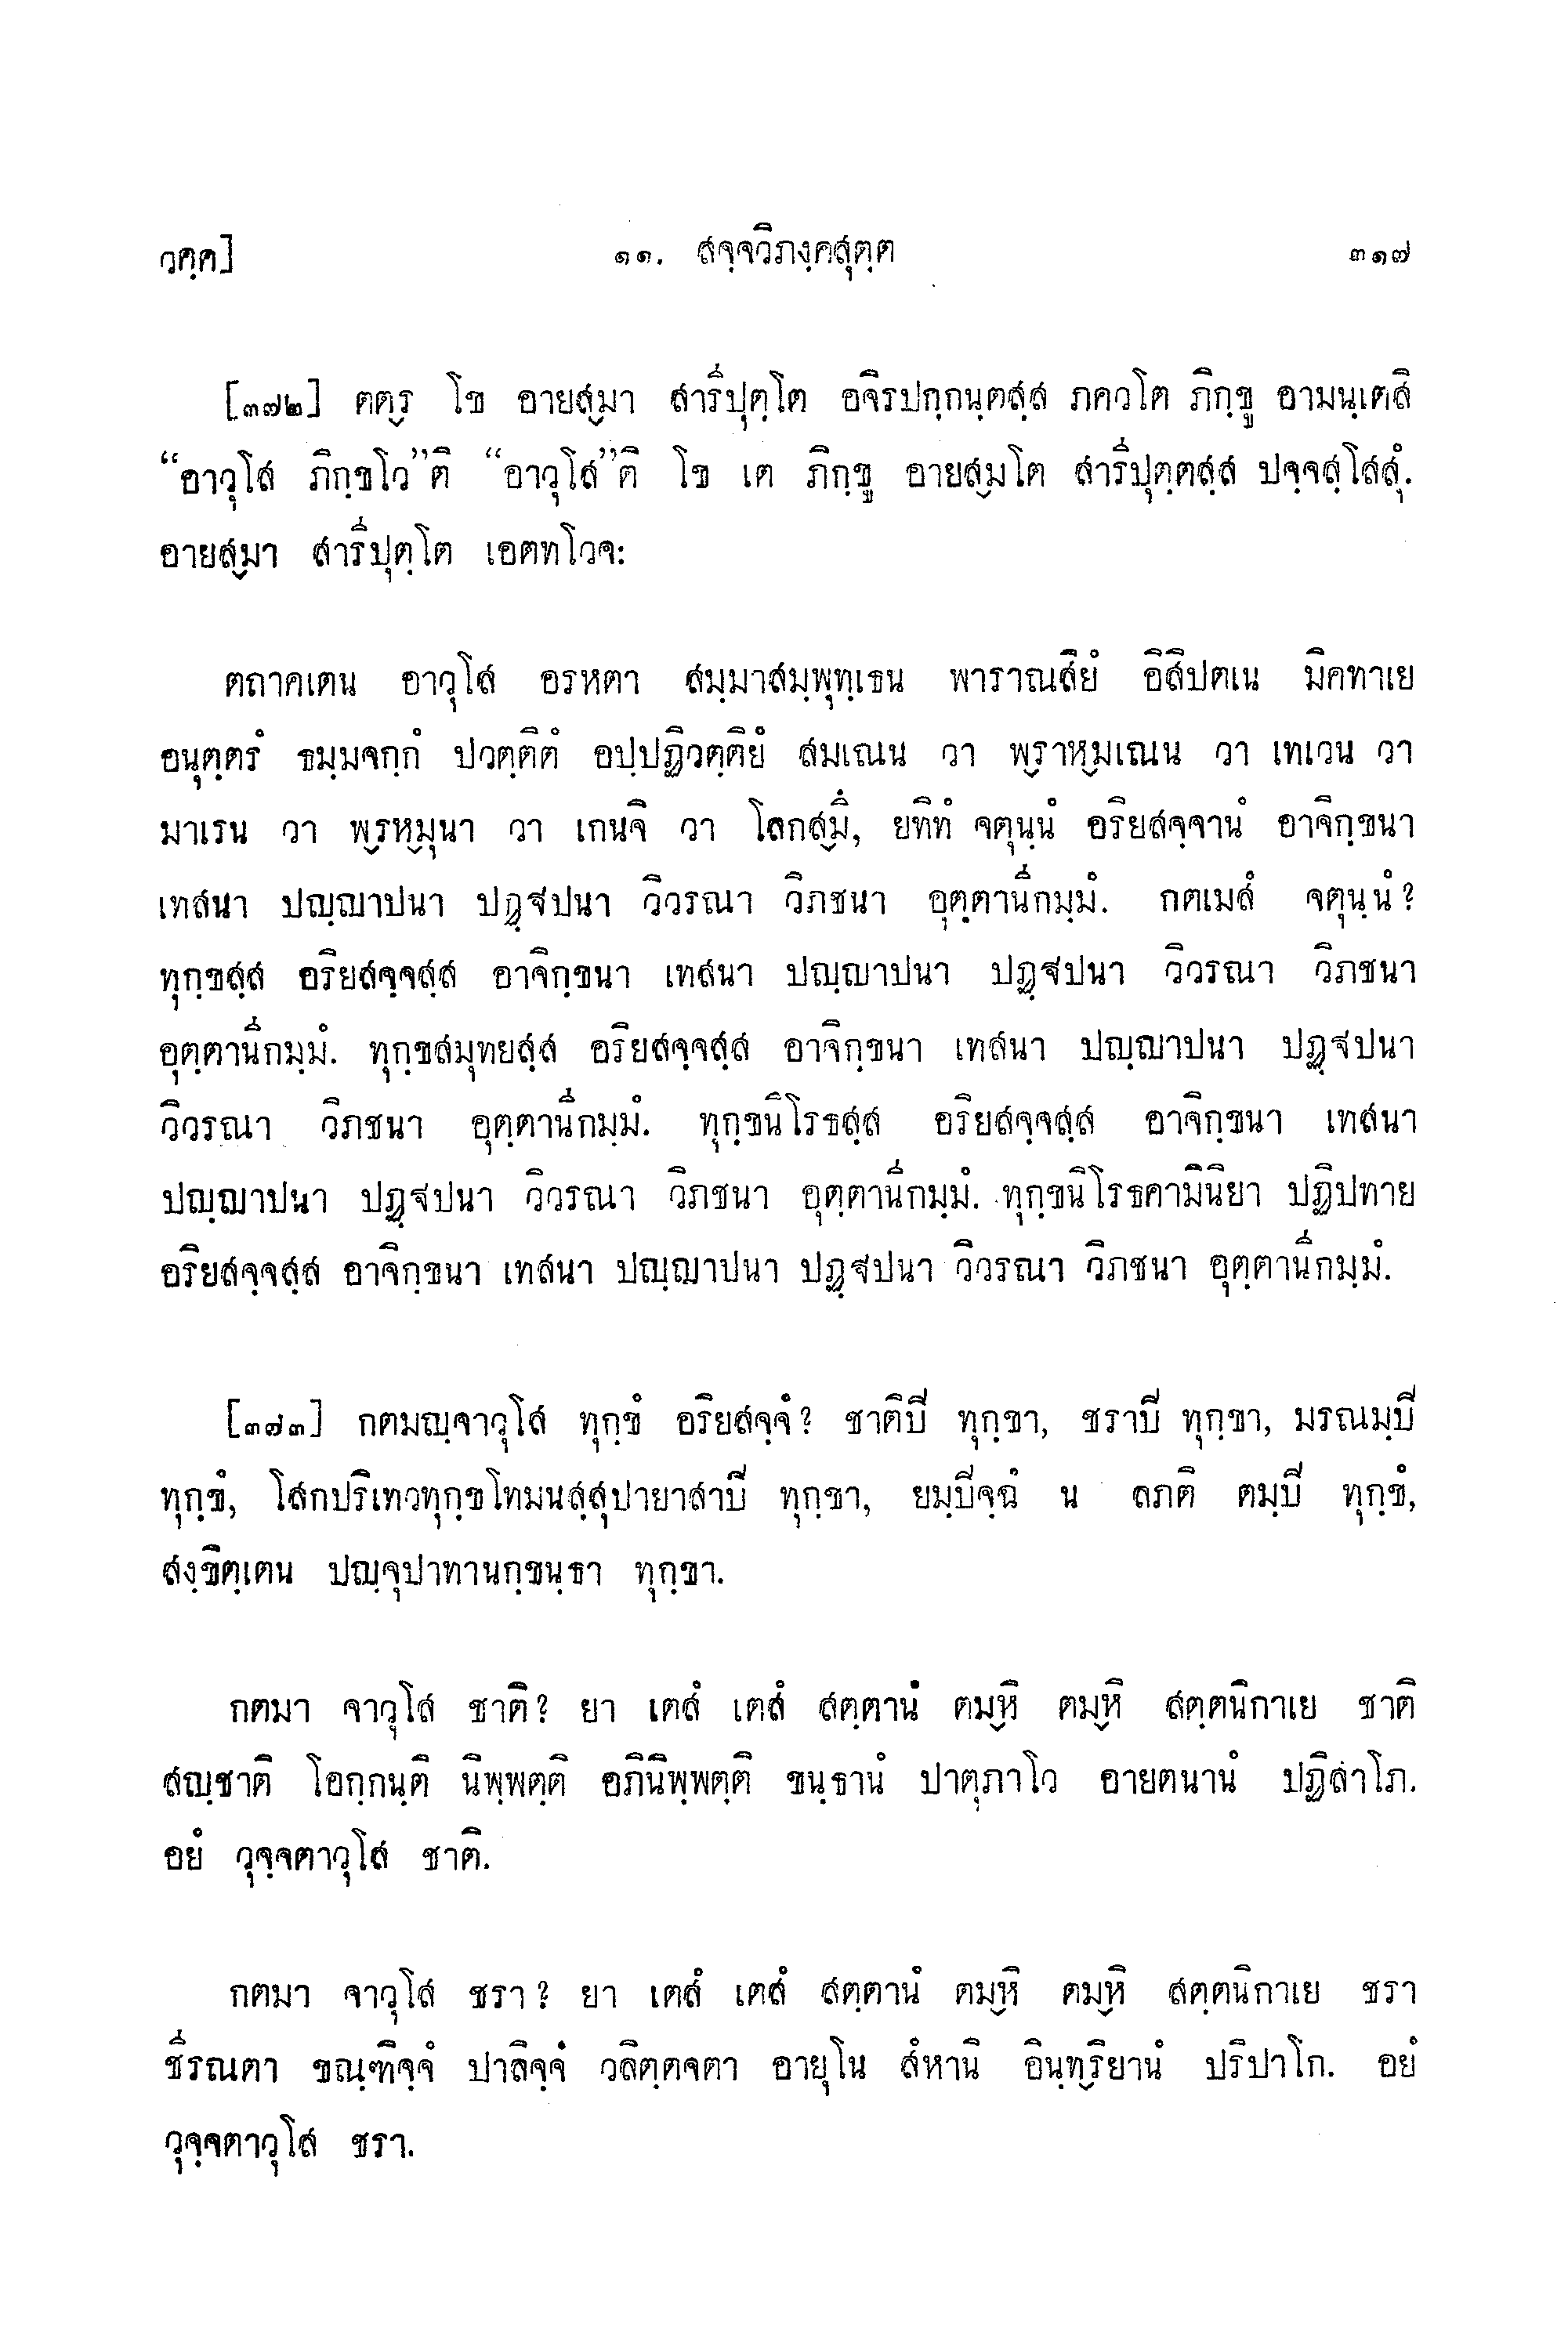 วคฺค]
๑๑. สจฺจวิภงฺคสุตฺต
๓๑๗
[๓๗๒] ตต๎ร โข อายส๎มา สารีปุตฺโต อจิรปกฺกนฺตสฺส ภควโต ภิกฺขู อามนฺเตสิ
“อาวุโส ภิกฺขโว”ติ “อาวุโส”ติ โข เต ภิกฺขู อายส๎มโต สารีปุตฺตสฺส ปจฺจสฺโสสุํ.
อายส๎มา สารีปุตฺโต เอตทโวจ:
ตถาคเตน อาวุโส อรหตา สมฺมาสมฺพุทฺเธน พาราณสิยํ อิสิปตเน มิคทาเย
อนุตฺตรํ ธมฺมจกฺกํ ปวตฺติตํ อปฺปฏิวตฺติยํ สมเณน วา พ๎ราห๎มเณน วา เทเวน วา
มาเรน วา พ๎รห๎มุนา วา เกนจิ วา โลกส๎มึ, ยทิทํ จตุนฺนํ อริยสจฺจานํ อาจิกฺขนา
เทสนา ปญฺญาปนา ปฏฺฐปนา วิวรณา วิภชนา อุตฺตานีกมฺมํ. กตเมสํ จตุนฺนํ?
ทุกฺขสฺส อริยสจฺจสฺส อาจิกฺขนา เทสนา ปญฺญาปนา ปฏฺฐปนา วิวรณา วิภชนา
อุตฺตานีกมฺมํ. ทุกฺขสมุทยสฺส อริยสจฺจสฺส อาจิกฺขนา เทสนา ปญฺญาปนา ปฏฺฐปนา
วิวรณา วิภชนา อุตฺตานีกมฺมํ. ทุกฺขนิโรธสฺส อริยสจฺจสฺส อาจิกฺขนา เทสนา
ปญฺญาปนา ปฏฺฐปนา วิวรณา วิภชนา อุตฺตานีกมฺมํ. ทุกฺขนิโรธคามินิยา ปฏิปทาย
อริยสจฺจสฺส อาจิกฺขนา เทสนา ปญฺญาปนา ปฏฺฐปนา วิวรณา วิภชนา อุตฺตานีกมฺมํ.
[๓๗๓] กตมญฺจาวุโส ทุกฺขํ อริยสจฺจํ? ชาติปิ ทุกฺขา, ชราปิ ทุกฺขา, มรณมฺปิ
ทุกฺขํ, โสกปริเทวทุกฺขโทมนสฺสุปายาสาปิ ทุกฺขา, ยมฺปิจฺฉํ น ลภติ ตมฺปิ ทุกฺขํ,
สงฺขิตฺเตน ปญฺจุปาทานกฺขนฺธา ทุกฺขา.
กตมา จาวุโส ชาติ? ยา เตสํ เตสํ สตฺตานํ ตม๎หิ ตม๎หิ สตฺตนิกาเย ชาติ
สญฺชาติ โอกฺกนฺติ นิพฺพตฺติ อภินิพฺพตฺติ ขนฺธานํ ปาตุภาโว อายตนานํ ปฏิลาโภ.
อยํ วุจฺจตาวุโส ชาติ.
กตมา จาวุโส ชรา? ยา เตสํ เตสํ สตฺตานํ ตม๎หิ ตม๎หิ สตฺตนิกาเย ชรา
ชีรณตา ขณฺฑิจฺจํ ปาลิจฺจํ วลิตฺตจตา อายุโน สํหานิ อินฺท๎ริยานํ ปริปาโก. อยํ
วุจฺจตาวุโส ชรา.